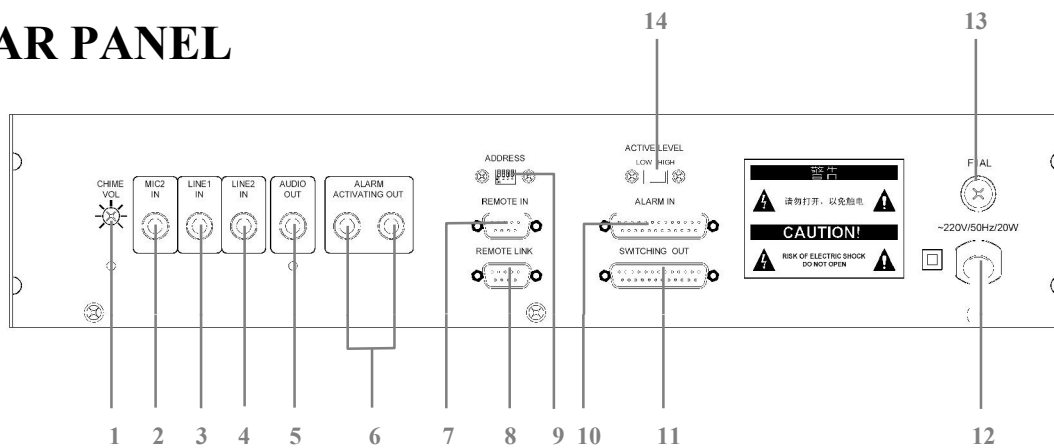 AR PANEL
14
13
CHIME
VOL
MIC2
IN
LINE1
IN
LINE2
IN
AUDIO
OUT
ALARM
ACTIVATING OUT
ADDRESS
REMOTE IN
REMOTE LINK
ACTIVE LEVEL
LOW HIGH
ALARM IN
SWITCHING OUT
警告
请勿打开，以免触电
CAUTION!
RISK OF ELECTRIC SHOCK
DO NOT OPEN
~220V/50Hz/20W
1
2
3
4
5
6
7
8
9
10
11
12